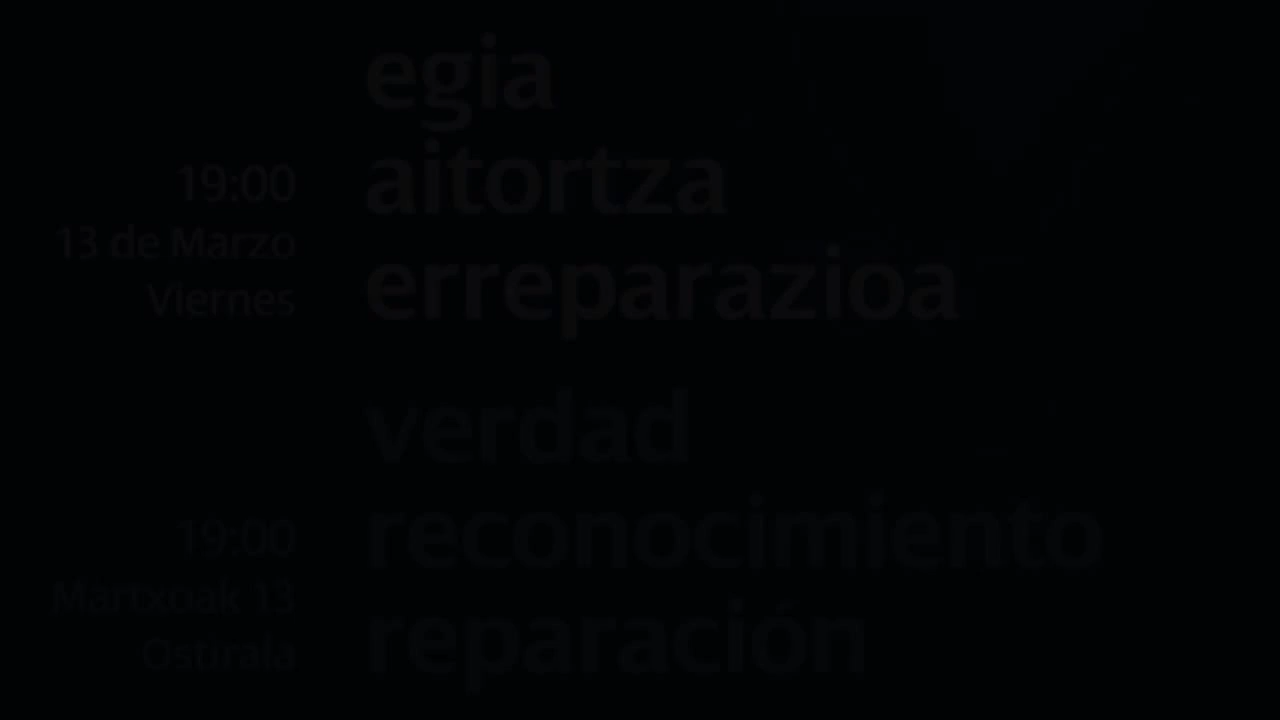 egia
aitortza
erreparazioa
19:00
13 de Marzo
Viernes
verdad
reconocimiento
reparación
19:00
Martxoak 13
Ostirala